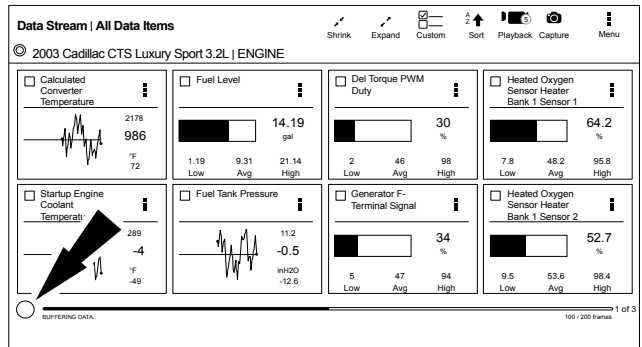 Data Stream | All Data Items
Shrink Expand Custom Sort Playback Capture Menu
A
Z
5
2003 Cadillac CTS Luxury Sport 3.2L | ENGINE
Calculated
Converter
Temperature
2178
986
°F
72
Fuel Level
14.19
gal
1.19 9.31 21.14
Low Avg High
Del Torque PWM
Duty
30
%
2 46 98
Low Avg High
Heated Oxygen
Sensor Heater
Bank 1 Sensor 1
64.2
%
7.8 48.2 95.8
Low Avg High
Startup Engine
Coolant
289
-4
°F
-49
Fuel Tank Pressure
11.2
-0.5
inH2O
-12.6
Generator F-
Terminal Signal
34
%
5 47 94
Low Avg High
Heated Oxygen
Sensor Heater
Bank 1 Sensor 2
52.7
%
9.5 53.6 98.4
Low Avg High
BUFFERING DATA..
100 / 200 frames
1 of 3